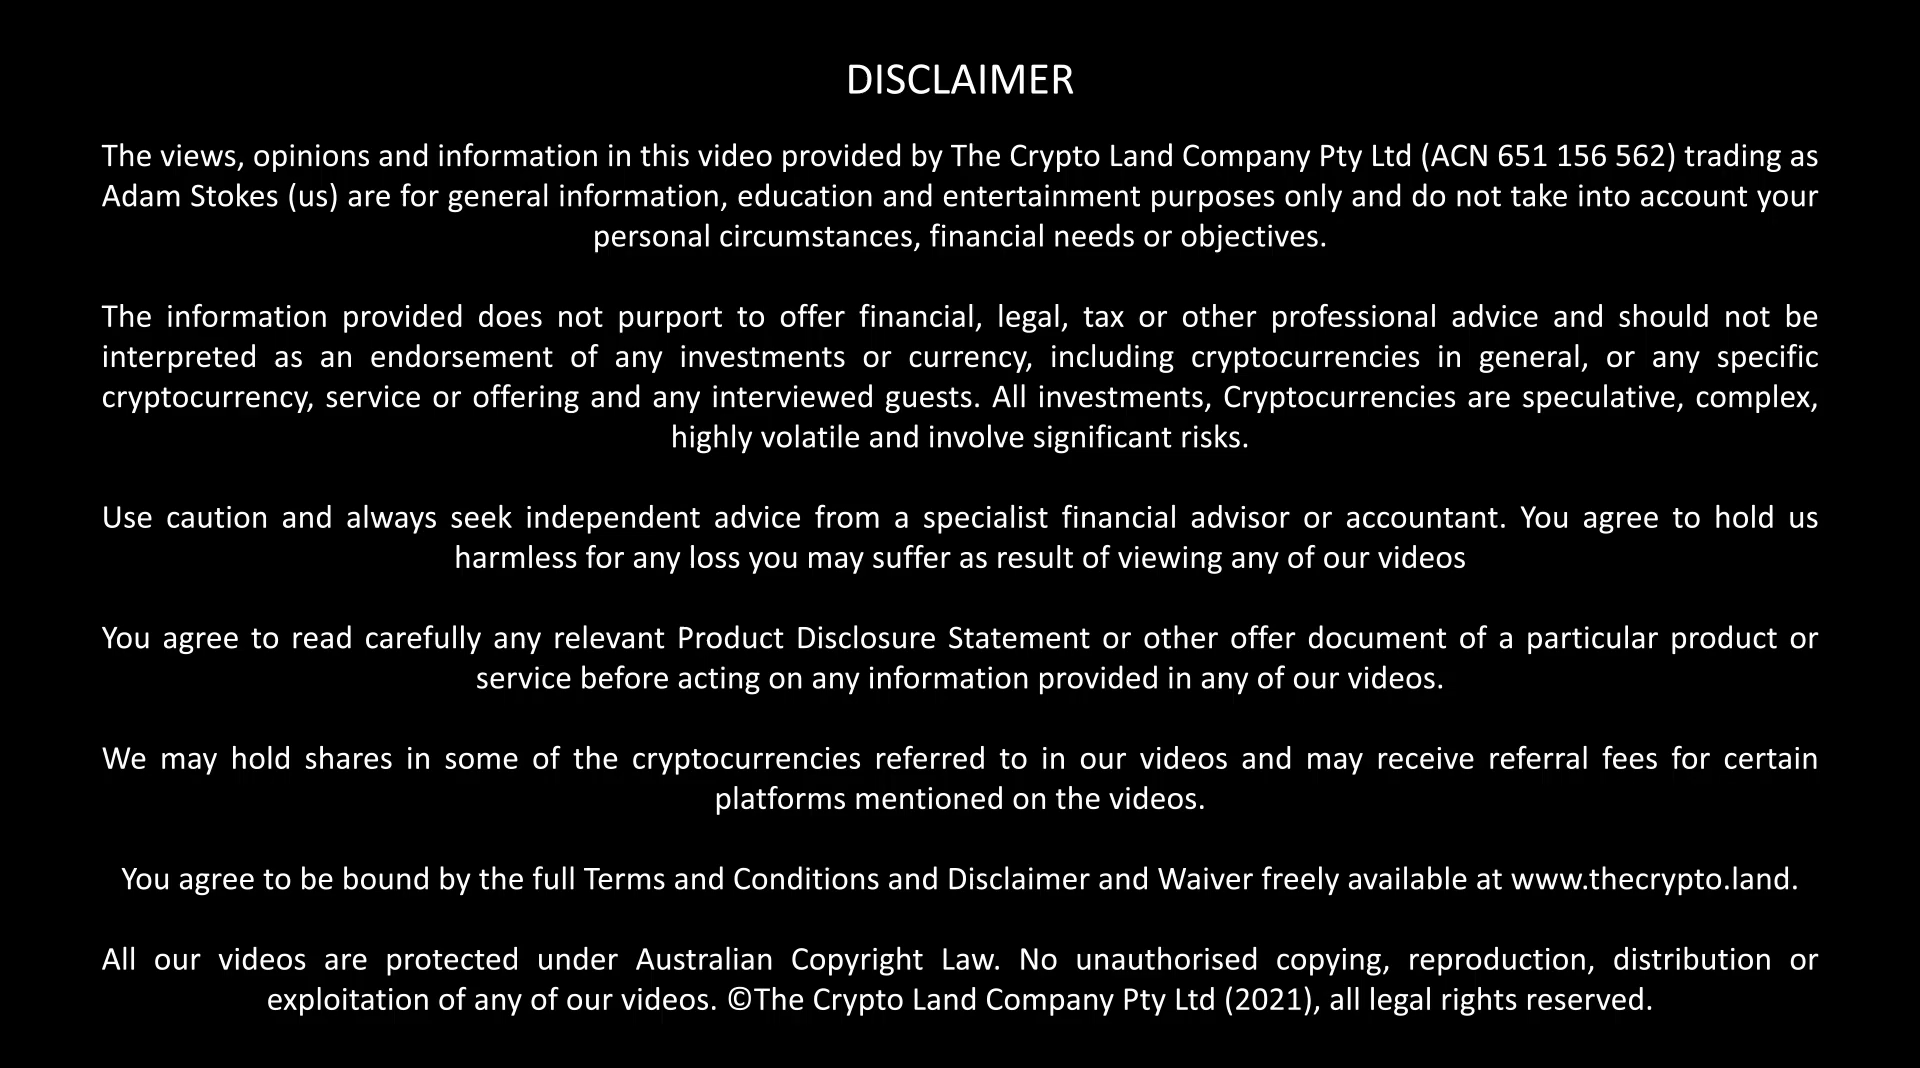 DISCLAIMER
The views, opinions and information in this video provided by The Crypto Land Company Pty Ltd (ACN 651 156 562) trading as
Adam Stokes (us) are for general information, education and entertainment purposes only and do not take into account your
personal circumstances, financial needs or objectives.
The information provided does not purport to offer financial, legal, tax or other professional advice and should not be
interpreted as an endorsement of any investments or currency, including cryptocurrencies in general, or any specific
cryptocurrency, service or offering and any interviewed guests. All investments, Cryptocurrencies are speculative, complex,
highly volatile and involve significant risks.
Use caution and always seek independent advice from a specialist financial advisor or accountant. You agree to hold us
harmless for any loss you may suffer as result of viewing any of our videos
You agree to read carefully any relevant Product Disclosure Statement or other offer document of a particular product or
service before acting on any information provided in any of our videos.
We may hold shares in some of the cryptocurrencies referred to in our videos and may receive referral fees for certain
platforms mentioned on the videos.
You agree to be bound by the full Terms and Conditions and Disclaimer and Waiver freely available at www.thecrypto.land.
All our videos are protected under Australian Copyright Law. No unauthorised copying, reproduction, distribution or
exploitation of any of our videos. ©The Crypto Land Company Pty Ltd (2021), all legal rights reserved.